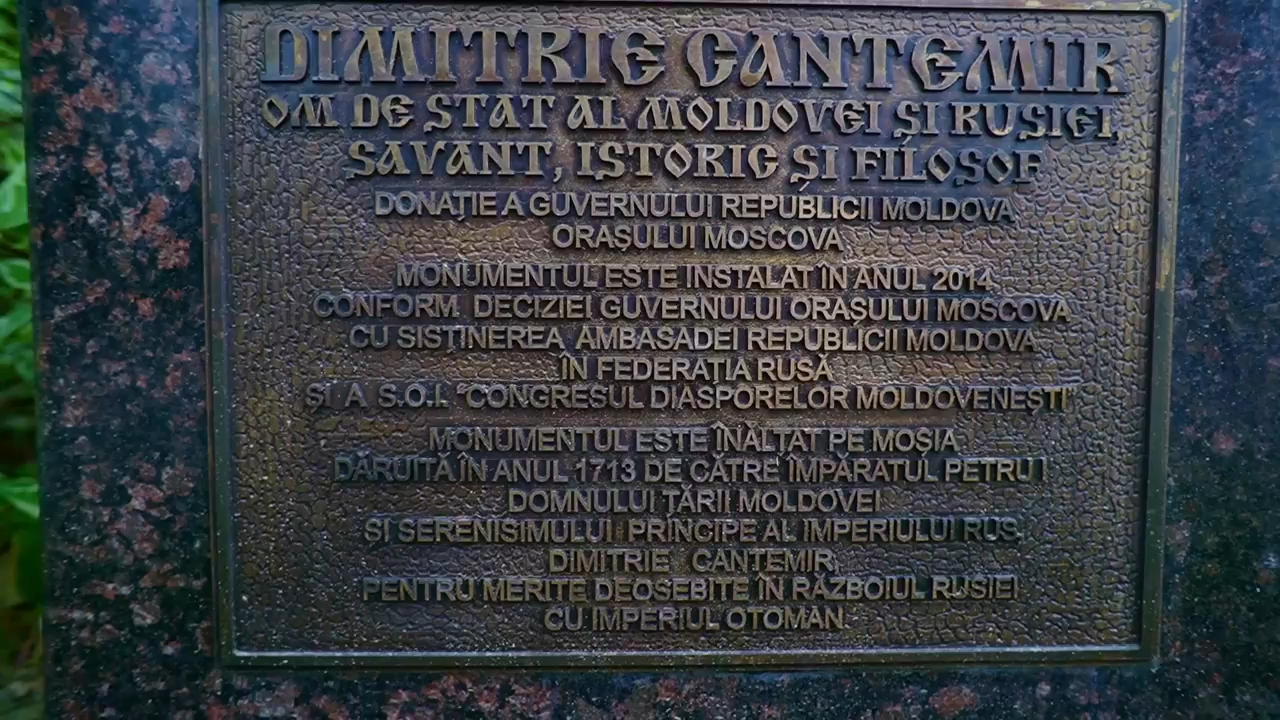 DIMITRIE CANTEMIR
OM DE STAT AL MOLDOVEI ȘI RUSIEI,
SAVANT, ISTORIC ȘI FILOSOF
DONAȚIE A GUVERNULUI REPUBLICII MOLDOVA
ORAȘULUI MOSCOVA
MONUMENTUL ESTE INSTALAT ÎN ANUL 2014
CONFORM DECIZIEI GUVERNULUI ORAȘULUI MOSCOVA
CU SISȚINEREA AMBASADEI REPUBLICII MOLDOVA
ÎN FEDERAȚIA RUSĂ
ȘI A S.O.I. "CONGRESUL DIASPORELOR MOLDOVENEȘTI"
MONUMENTUL ESTE ÎNĂLȚAT PE MOȘIA
DĂRUITĂ ÎN ANUL 1713 DE CĂTRE ÎMPĂRATUL PETRU I
DOMNULUI ȚĂRII MOLDOVEI
ȘI SERENISIMULUI PRINCIPE AL IMPERIULUI RUS,
DIMITRIE CANTEMIR,
PENTRU MERITE DEOSEBITE ÎN RĂZBOIUL RUSIEI
CU IMPERIUL OTOMAN.